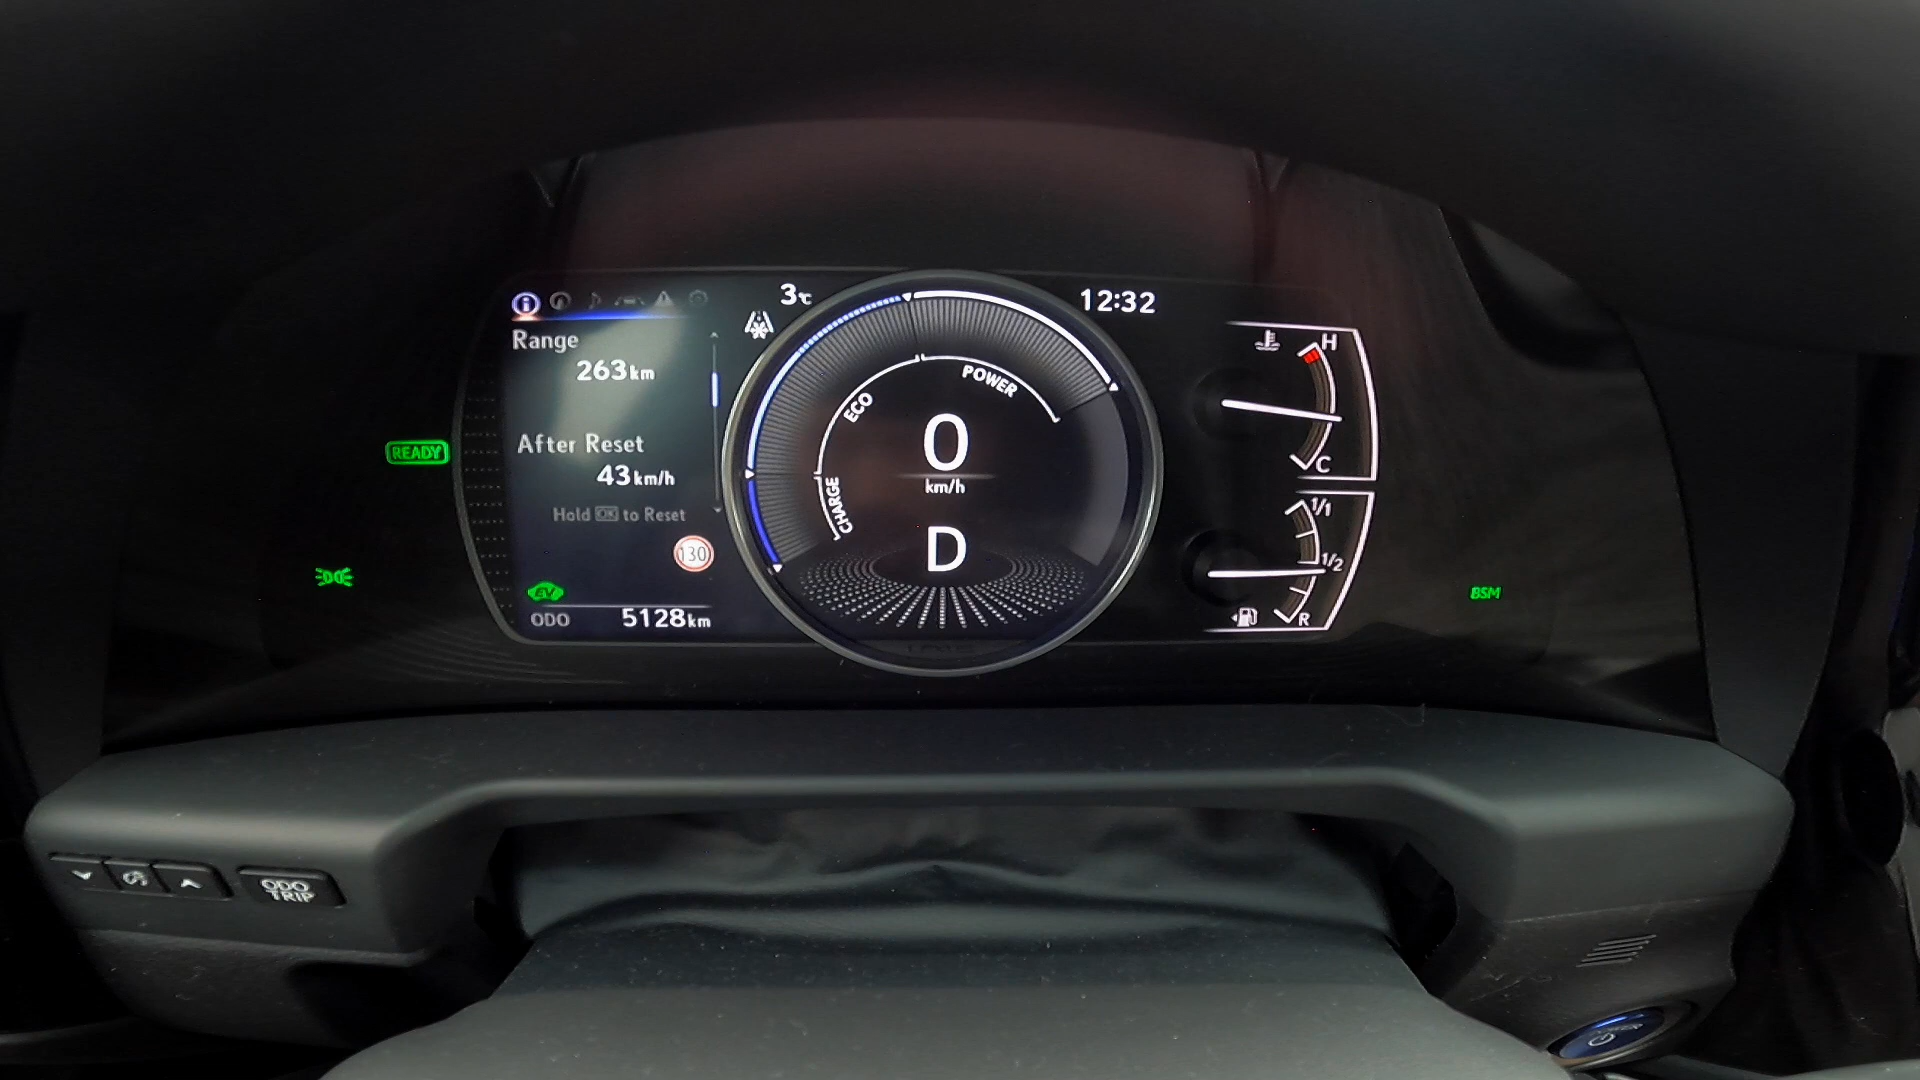 3°C
12:32
Range
263km
After Reset
43km/h
Hold OK to Reset
130
EV
ODO
5128km
READY
CHARGE
ECO
POWER
0
km/h
D
H
C
1/1
1/2
R
BSM
ODO
TRIP